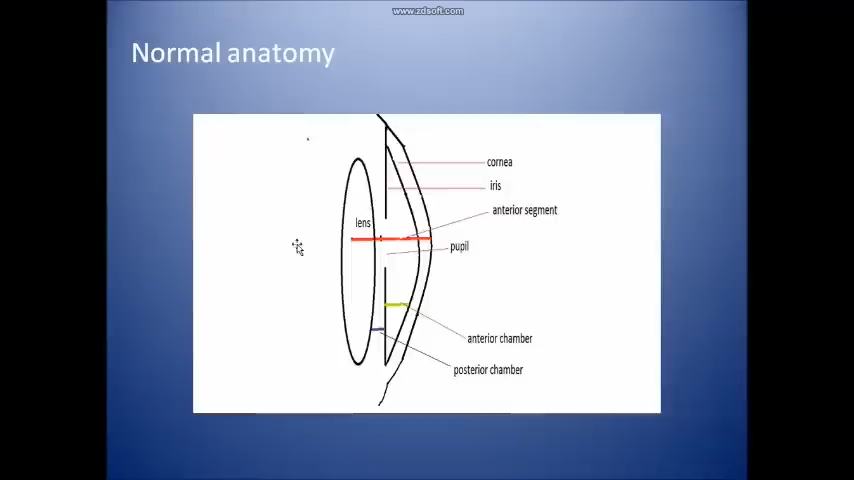 www.zdsoft.com
Normal anatomy
cornea
iris
anterior segment
lens
pupil
anterior chamber
posterior chamber